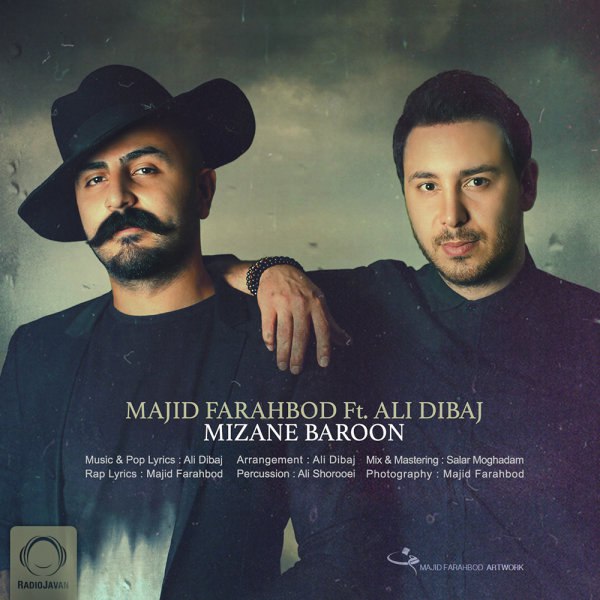 MAJID FARAHBOD Ft. ALI DIBAJ
MIZANE BAROON
Music & Pop Lyrics : Ali Dibaj Arrangement : Ali Dibaj Mix & Mastering : Salar Moghadam
Rap Lyrics : Majid Farahbod Percussion : Ali Shorooei Photography : Majid Farahbod
RADIOJAVAN
MAJID FARAHBOD ARTWORK